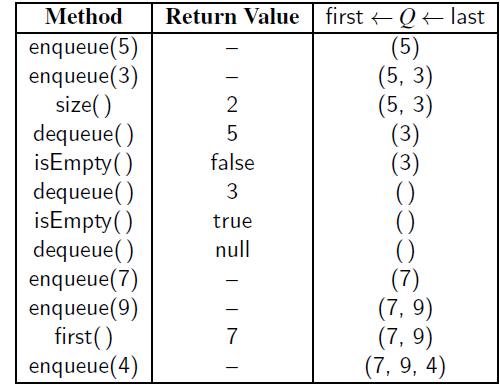 Method Return Value first ← Q ← last
enqueue(5) – (5)
enqueue(3) – (5, 3)
size() 2 (5, 3)
dequeue() 5 (3)
isEmpty() false (3)
dequeue() 3 ()
isEmpty() true ()
dequeue() null ()
enqueue(7) – (7)
enqueue(9) – (7, 9)
first() 7 (7, 9)
enqueue(4) – (7, 9, 4)